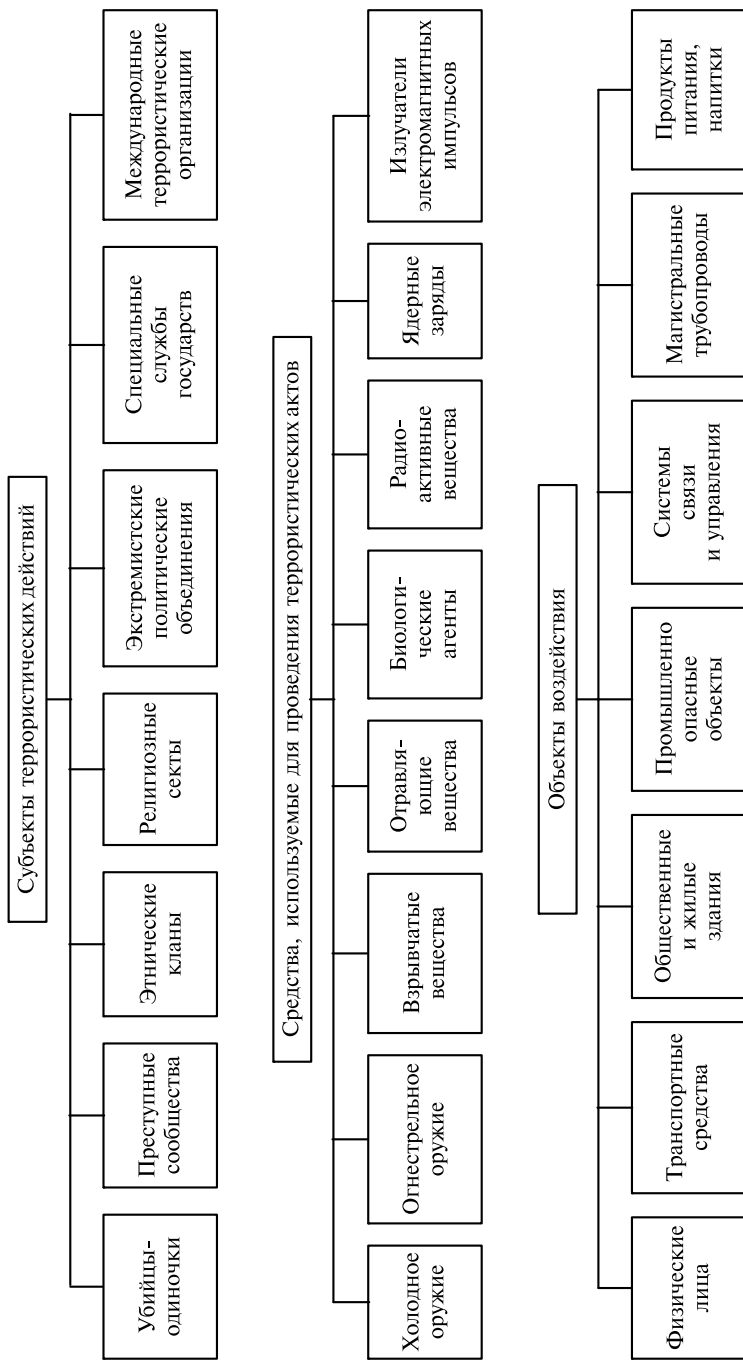 Субъекты террористических действий
Убийцы-
одиночки
Преступные
сообщества
Этнические
кланы
Религиозные
секты
Экстремистские
политические
объединения
Специальные
службы
государств
Международные
террористические
организации
Средства, используемые для проведения террористических актов
Холодное
оружие
Огнестрельное
оружие
Взрывчатые
вещества
Отравля-
ющие
вещества
Биологи-
ческие
агенты
Радио-
активные
вещества
Ядерные
заряды
Излучатели
электромагнитных
импульсов
Объекты воздействия
Физические
лица
Транспортные
средства
Общественные
и жилые
здания
Промышленно
опасные
объекты
Системы
связи
и управления
Магистральные
трубопроводы
Продукты
питания,
напитки